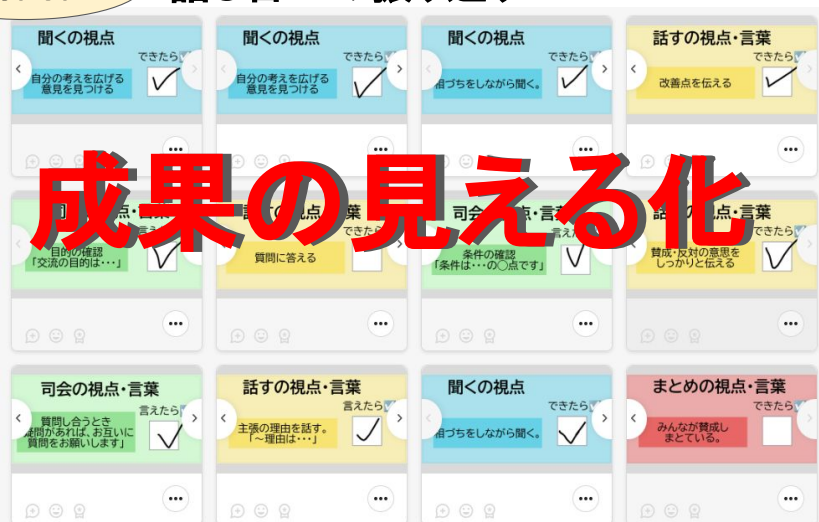 聞くの視点
できたら
自分の考えを広げる
意見を見つける
聞くの視点
できたら
自分の考えを広げる
意見を見つける
聞くの視点
できたら
相づちをしながら聞く。
話すの視点・言葉
できたら
改善点を伝える
成果の見える化
目的の確認
「交流の目的は・・・」
質問に答える
条件の確認
「条件は・・・の○点です」
言葉
できたら
賛成・反対の意思を
しっかりと伝える
司会の視点・言葉
言えたら
質問し合うとき
疑問があれば、お互いに
質問をお願いします」
話すの視点・言葉
言えたら
主張の理由を話す。
「～理由は・・・」
聞くの視点
できたら
相づちをしながら聞く。
まとめの視点・言葉
できたら
みんなが賛成し
まとている。